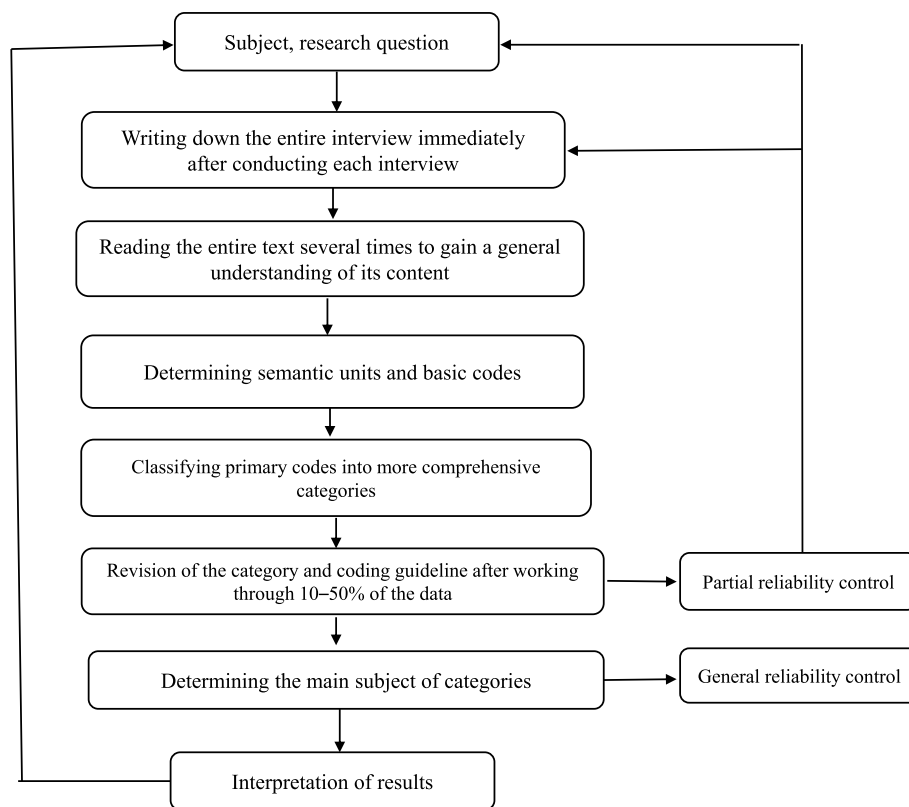 Subject, research question
Writing down the entire interview immediately
after conducting each interview
Reading the entire text several times to gain a general
understanding of its content
Determining semantic units and basic codes
Classifying primary codes into more comprehensive
categories
Revision of the category and coding guideline after working
through 10–50% of the data
Partial reliability control
Determining the main subject of categories
General reliability control
Interpretation of results